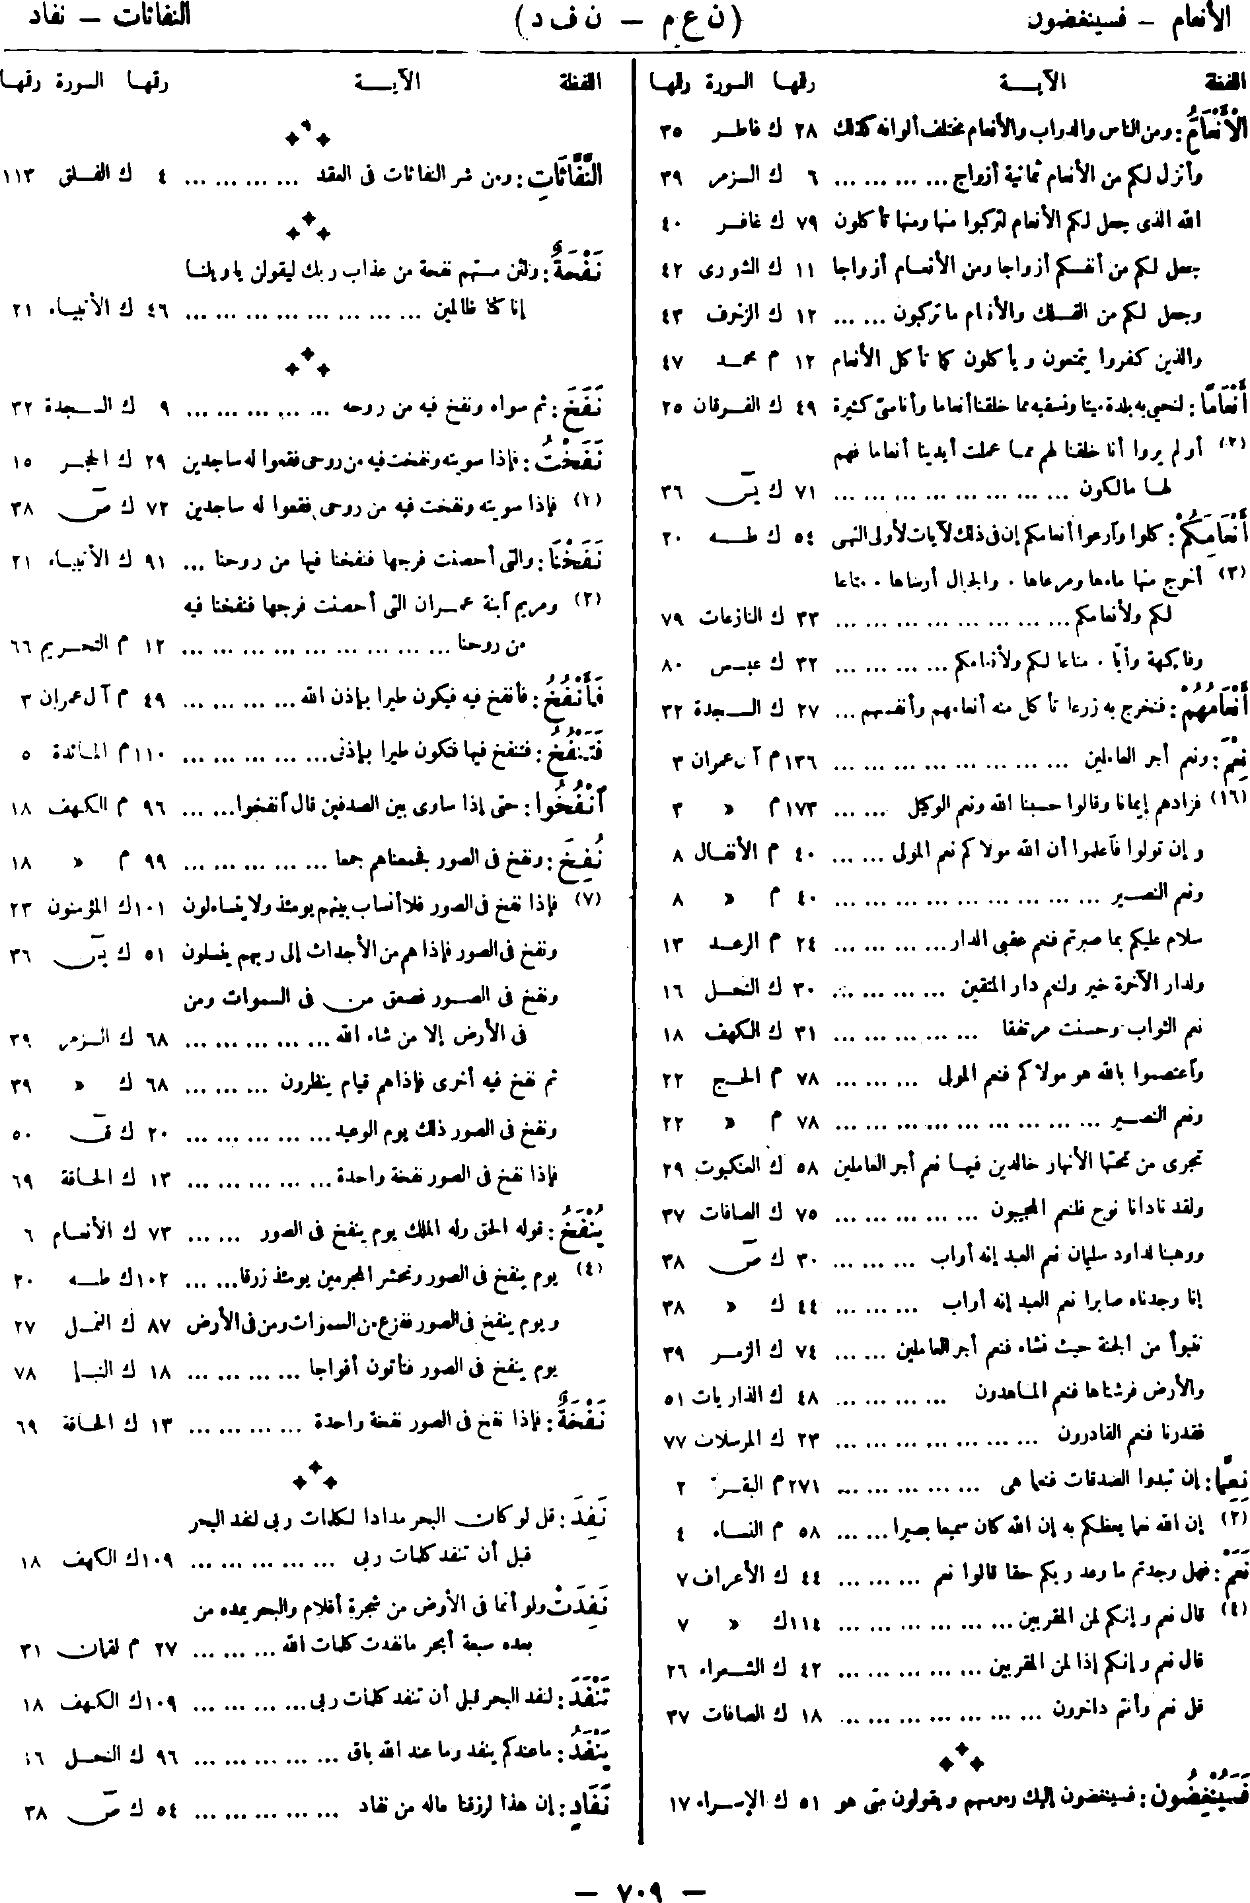 الأنعام – فسينغضون
(ن ع م – ن ف د)
النفاثات – نفاد
اللفظة الآيــة رقمها السورة رقمها
الْأَنْعَامُ : ومن الناس والدواب والأنعام مختلف ألوانه كذلك ٢٨ ك فاطر ٣٥
وأنزل لكم من الأنعام ثمانية أزواج ... ... ... ... ٦ ك الزمر ٣٩
الله الذى جعل لكم الأنعام لتركبوا منها ومنها تأكلون ٧٩ ك غافر ٤٠
جعل لكم من أنفسكم أزواجا ومن الأنعام أزواجا ١١ ك الشورى ٤٢
وجعل لكم من الفلك والأنعام ما تركبون ... ... ١٢ ك الزخرف ٤٣
والذين كفروا يتمتعون ويأكلون كما تأكل الأنعام ١٢ م محمد ٤٧
أَنْعَامًا : لنحيى به بلدة ميتا ونسقيه مما خلقنا أنعاما وأناسىّ كثيرة ٤٩ ك الفرقان ٢٥
(٢) أولم يروا أنا خلقنا لهم مما عملت أيدينا أنعاما فهم
لها مالكون ... ... ... ... ... ... ... ... ٧١ ك يسٓ ٣٦
أَنْعَامَكُمْ : كلوا وٱرعوا أنعامكم إن فى ذلك لآيات لأولى النهى ٥٤ ك طه ٢٠
(٣) أخرج منها ماءها ومرعاها . والجبال أرساها . متاعا
لكم ولأنعامكم ... ... ... ... ... ... ... ... ٣٣ ك النازعات ٧٩
وفاكهة وأبّا . متاعا لكم ولأنعامكم ... ... ... ... ٣٢ ك عبس ٨٠
أَنْعَامُهُمْ : فنخرج به زرعا تأكل منه أنعامهم وأنفسهم ... ٢٧ ك السجدة ٣٢
نِعْمَ : ونعم أجر العاملين ... ... ... ... ... ... ... ... ١٣٦ م آل عمران ٣
(١٦) فزادهم إيمانا وقالوا حسبنا الله ونعم الوكيل ... ... ١٧٣ م « ٣
وإن تولوا فٱعلموا أن الله مولاكم نعم المولى ... ... ٤٠ م الأنفال ٨
ونعم النصير ... ... ... ... ... ... ... ... ... ٤٠ م « ٨
سلام عليكم بما صبرتم فنعم عقبى الدار ... ... ... ... ٢٤ م الرعد ١٣
ولدار الآخرة خير ولنعم دار المتقين ... ... ... ... ٣٠ ك النحل ١٦
نعم الثواب وحسنت مرتفقا ... ... ... ... ... ٣١ ك الكهف ١٨
وٱعتصموا بالله هو مولاكم فنعم المولى ... ... ... ٧٨ م الحج ٢٢
ونعم النصير ... ... ... ... ... ... ... ... ... ٧٨ م « ٢٢
تجرى من تحتها الأنهار خالدين فيها نعم أجر العاملين ٥٨ ك العنكبوت ٢٩
ولقد نادانا نوح فلنعم المجيبون ... ... ... ... ... ٧٥ ك الصافات ٣٧
ووهبنا لداود سليمان نعم العبد إنه أواب ... ... ... ٣٠ ك صٓ ٣٨
إنا وجدناه صابرا نعم العبد إنه أواب ... ... ... ٤٤ ك « ٣٨
نتبوأ من الجنة حيث نشاء فنعم أجر العاملين ... ... ٧٤ ك الزمر ٣٩
والأرض فرشناها فنعم الماهدون ... ... ... ... ٤٨ ك الذاريات ٥١
فقدرنا فنعم القادرون ... ... ... ... ... ... ... ٢٣ ك المرسلات ٧٧
نِعِمَّا : إن تبدوا الصدقات فنعما هى ... ... ... ... ... ٢٧١ م البقرة ٢
(٢) إن الله نعما يعظكم به إن الله كان سميعا بصيرا ... ... ٥٨ م النساء ٤
نَعَمْ : فهل وجدتم ما وعد ربكم حقا قالوا نعم ... ... ... ٤٤ ك الأعراف ٧
(٤) قال نعم وإنكم لمن المقربين ... ... ... ... ... ... ١١٤ ك « ٧
قال نعم وإنكم إذا لمن المقربين ... ... ... ... ... ٤٢ ك الشعراء ٢٦
قل نعم وأنتم داخرون ... ... ... ... ... ... ... ١٨ ك الصافات ٣٧
فَسَيُنْغِضُونَ : فسينغضون إليك رءوسهم ويقولون متى هو ٥١ ك الإسراء ١٧
اللفظة الآيــة رقمها السورة رقمها
النَّفَّاثَاتِ : ومن شر النفاثات فى العقد ... ... ... ... ٤ ك الفلق ١١٣
نَفْحَةٌ : ولئن مستهم نفحة من عذاب ربك ليقولن يا ويلنا
إنا كنا ظالمين ... ... ... ... ... ... ... ... ٤٦ ك الأنبياء ٢١
نَفَخَ : ثم سواه ونفخ فيه من روحه ... ... ... ... ... ٩ ك السجدة ٣٢
نَفَخْتُ : فإذا سويته ونفخت فيه من روحى فقعوا له ساجدين ٢٩ ك الحجر ١٥
(٢) فإذا سويته ونفخت فيه من روحى فقعوا له ساجدين ٧٢ ك صٓ ٣٨
نَفَخْنَا : والتى أحصنت فرجها فنفخنا فيها من روحنا ... ٩١ ك الأنبياء ٢١
(٢) ومريم ٱبنة عمران التى أحصنت فرجها فنفخنا فيه
من روحنا ... ... ... ... ... ... ... ... ... ١٢ م التحريم ٦٦
فَأَنْفُخُ : فأنفخ فيه فيكون طيرا بإذن الله ... ... ... ... ٤٩ م آل عمران ٣
فَتَنْفُخُ : فتنفخ فيها فتكون طيرا بإذنى ... ... ... ... ... ١١٠ م المائدة ٥
ٱنْفُخُوا : حتى إذا ساوى بين الصدفين قال ٱنفخوا ... ... ٩٦ م الكهف ١٨
نُفِخَ : ونفخ فى الصور فجمعناهم جمعا ... ... ... ... ... ٩٩ م « ١٨
(٧) فإذا نفخ فى الصور فلا أنساب بينهم يومئذ ولا يتساءلون ١٠١ ك المؤمنون ٢٣
ونفخ فى الصور فإذا هم من الأجداث إلى ربهم ينسلون ٥١ ك يسٓ ٣٦
ونفخ فى الصور فصعق من فى السموات ومن
فى الأرض إلا من شاء الله ... ... ... ... ... ٦٨ ك الزمر ٣٩
ثم نفخ فيه أخرى فإذا هم قيام ينظرون ... ... ... ٦٨ ك « ٣٩
ونفخ فى الصور ذلك يوم الوعيد ... ... ... ... ... ٢٠ ك قٓ ٥٠
فإذا نفخ فى الصور نفخة واحدة ... ... ... ... ... ١٣ ك الحاقة ٦٩
يُنْفَخُ : قوله الحق وله الملك يوم ينفخ فى الصور ... ... ٧٣ ك الأنعام ٦
(٤) يوم ينفخ فى الصور ونحشر المجرمين يومئذ زرقا ... ... ١٠٢ ك طه ٢٠
ويوم ينفخ فى الصور ففزع من السموات ومن فى الأرض ٨٧ ك النمل ٢٧
يوم ينفخ فى الصور فتأتون أفواجا ... ... ... ... ١٨ ك النبإ ٧٨
نَفْخَةٌ : فإذا نفخ فى الصور نفخة واحدة ... ... ... ... ١٣ ك الحاقة ٦٩
نَفِدَ : قل لو كان البحر مدادا لكلمات ربى لنفد البحر
قبل أن تنفد كلمات ربى ... ... ... ... ... ١٠٩ ك الكهف ١٨
نَفِدَتْ ولو أنما فى الأرض من شجرة أقلام والبحر يمده من
بعده سبعة أبحر ما نفدت كلمات الله ... ... ... ٢٧ م لقمان ٣١
تَنْفَدَ : لنفد البحر قبل أن تنفد كلمات ربى ... ... ... ... ١٠٩ ك الكهف ١٨
يَنْفَدُ : ما عندكم ينفد وما عند الله باق ... ... ... ... ... ٩٦ ك النحل ١٦
نَفَادٍ : إن هذا لرزقنا ماله من نفاد ... ... ... ... ... ٥٤ ك صٓ ٣٨
– ٧٠٩ –